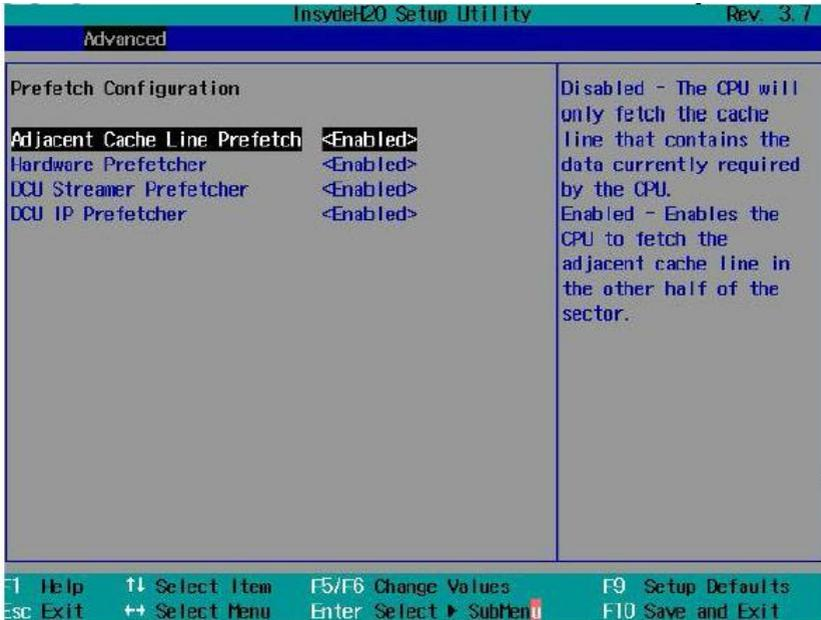 InsydeH20 Setup Utility Rev. 3.7
Advanced
Prefetch Configuration
Adjacent Cache Line Prefetch <Enabled>
Hardware Prefetcher <Enabled>
DCU Streamer Prefetcher <Enabled>
DCU IP Prefetcher <Enabled>
Disabled - The CPU will
only fetch the cache
line that contains the
data currently required
by the CPU.
Enabled - Enables the
CPU to fetch the
adjacent cache line in
the other half of the
sector.
F1 Help ↑↓ Select Item F5/F6 Change Values F9 Setup Defaults
Esc Exit ↔ Select Menu Enter Select ▶ SubMenu F10 Save and Exit